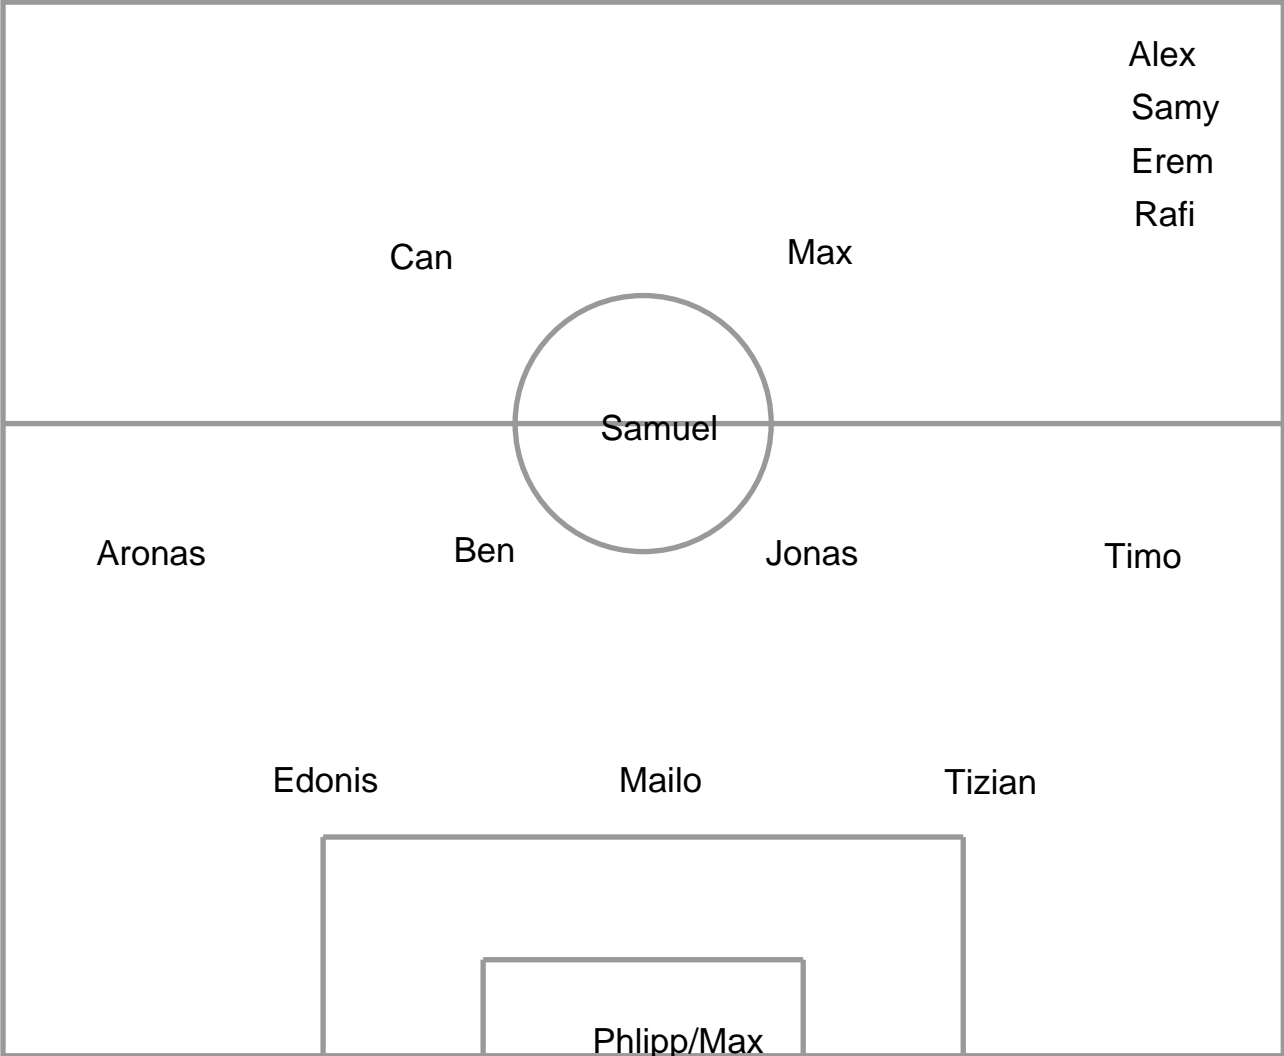 Alex
Samy
Erem
Rafi
Can Max
Samuel
Aronas Ben Jonas Timo
Edonis Mailo Tizian
Phlipp/Max